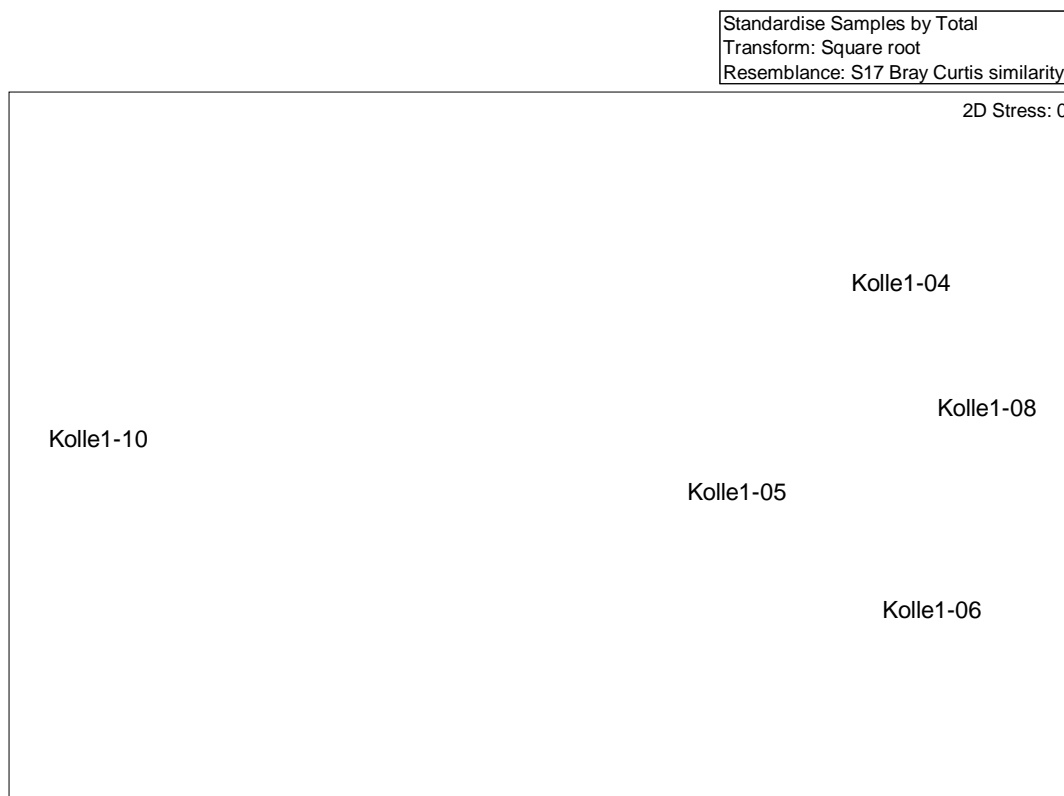 Standardise Samples by Total
Transform: Square root
Resemblance: S17 Bray Curtis similarity
2D Stress: 0
Kolle1-04
Kolle1-08
Kolle1-10
Kolle1-05
Kolle1-06